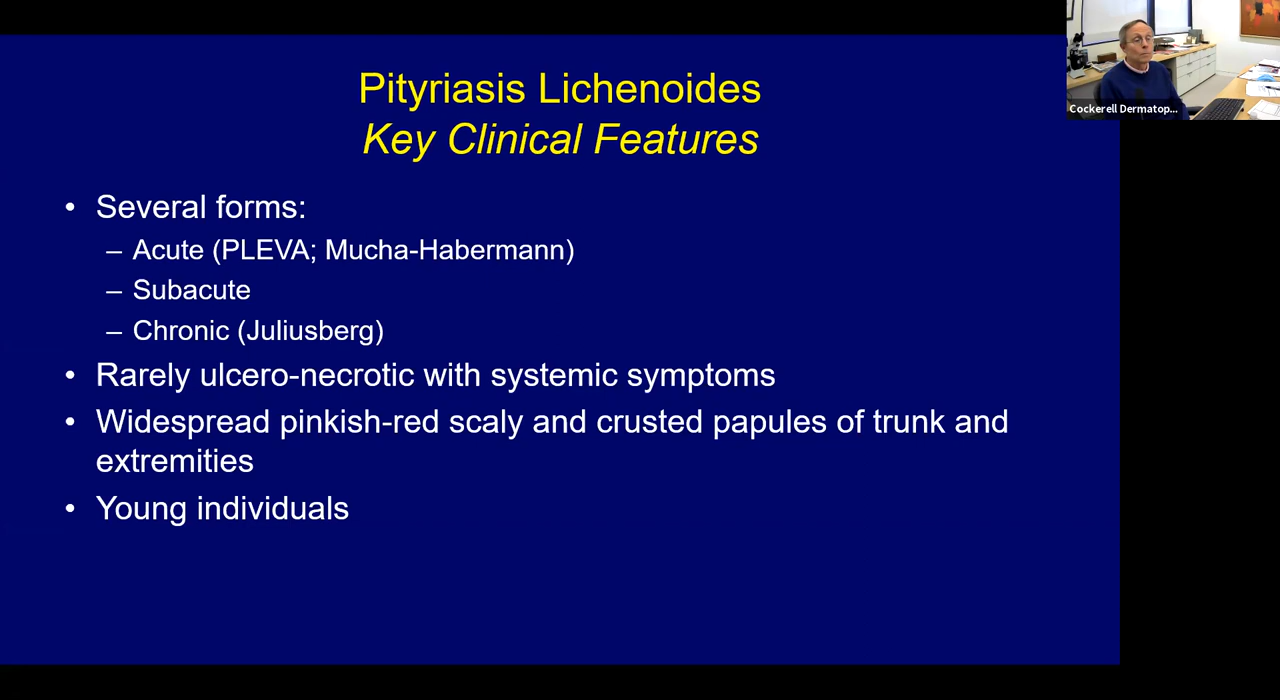 Pityriasis Lichenoides
Key Clinical Features
• Several forms:
– Acute (PLEVA; Mucha-Habermann)
– Subacute
– Chronic (Juliusberg)
• Rarely ulcero-necrotic with systemic symptoms
• Widespread pinkish-red scaly and crusted papules of trunk and
extremities
• Young individuals
Cockerell Dermatop...